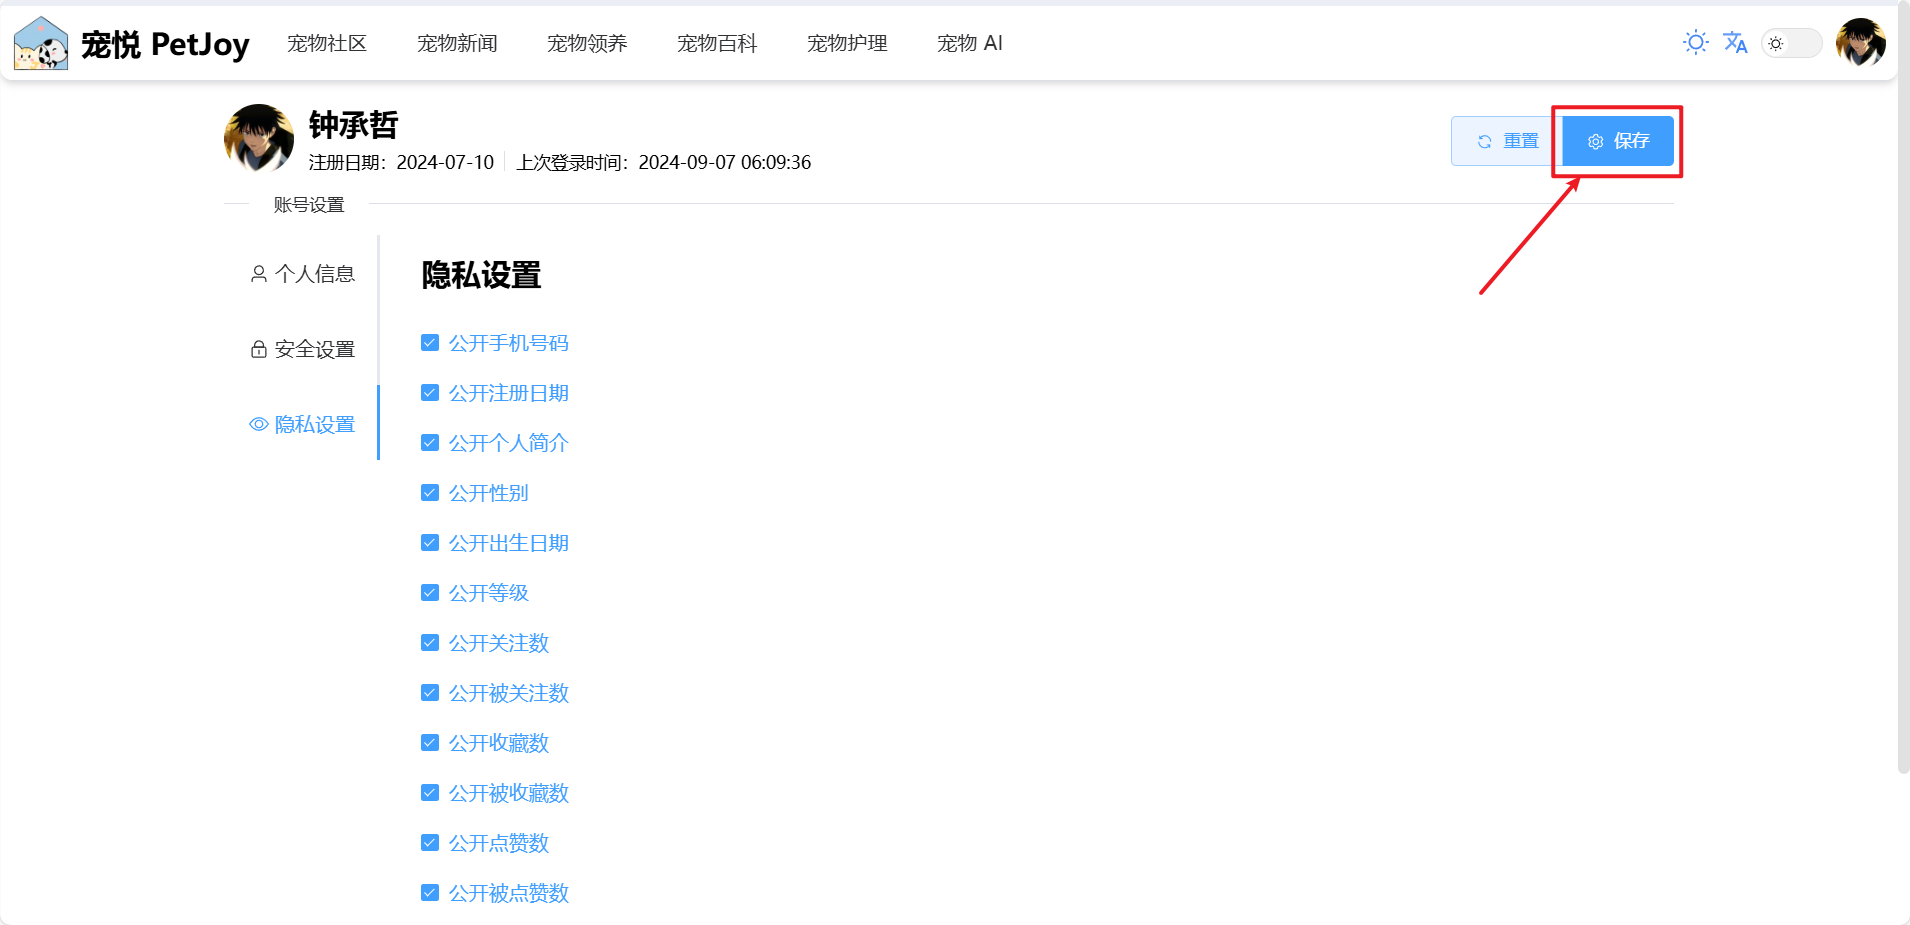 宠悦 PetJoy 宠物社区 宠物新闻 宠物领养 宠物百科 宠物护理 宠物 AI
钟承哲
注册日期：2024-07-10 上次登录时间：2024-09-07 06:09:36
重置 保存
账号设置
个人信息
安全设置
隐私设置
隐私设置
公开手机号码
公开注册日期
公开个人简介
公开性别
公开出生日期
公开等级
公开关注数
公开被关注数
公开收藏数
公开被收藏数
公开点赞数
公开被点赞数